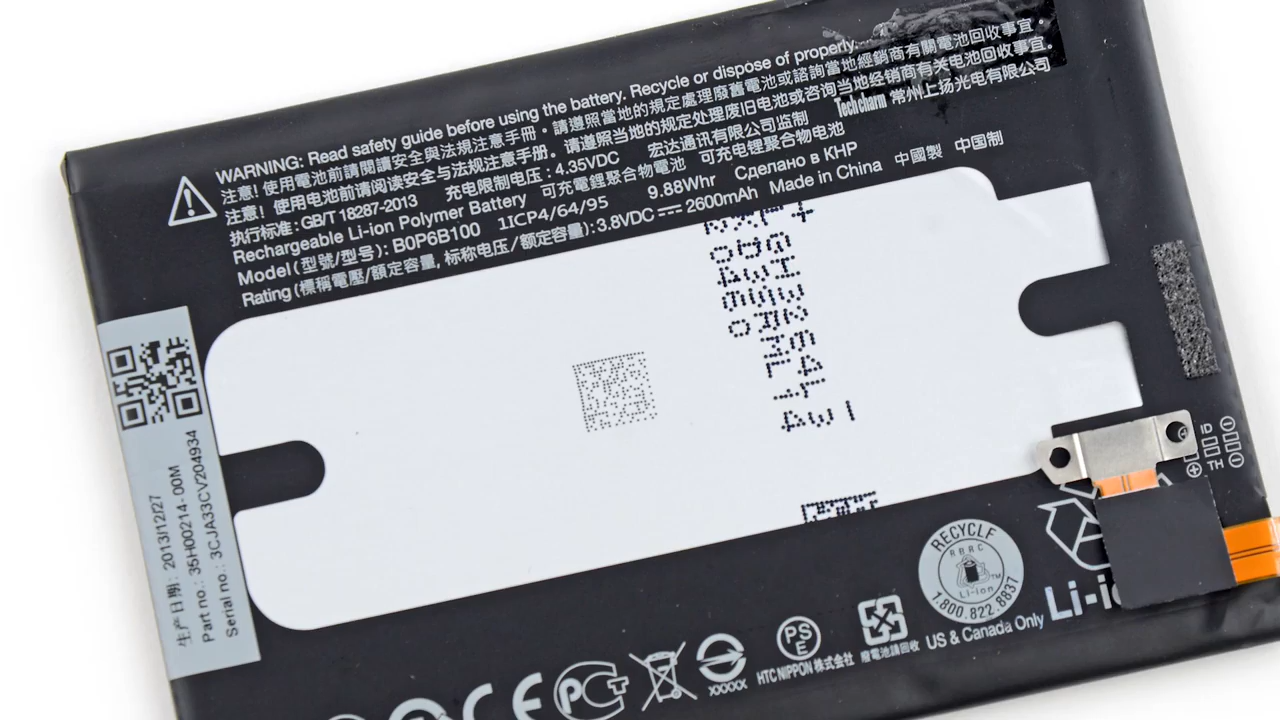 WARNING: Read safety guide before using the battery. Recycle or dispose of properly.
注意! 使用電池前請閱讀安全與法規注意手冊。請遵照當地的規定處理廢舊電池或諮詢當地經銷商有關電池回收事宜。
注意! 使用电池前请阅读安全与法规注意手册。请遵照当地的规定处理废旧电池或咨询当地经销商有关电池回收事宜.
执行标准: GB/T 18287-2013 充电限制电压: 4.35VDC 宏达通讯有限公司监制 Tech charm 常州上扬光电有限公司
Rechargeable Li-ion Polymer Battery 可充電鋰聚合物電池 可充电锂聚合物电池
Model (型號/型号): B0P6B100 1ICP4/64/95 9.88Whr Сделано в КНР 中國製 中国制
Rating (標稱電壓/額定容量, 标称电压/额定容量): 3.8VDC 2600mAh Made in China
生产日期: 2013/12/27
Part no.: 35H00214-00M
Serial no.: 3CJA33CV204934
ID
TH
RECYCLE
RBRC
Li-ion TM
1.800.822.8837
US & Canada Only
Li-i
廢電池請回收
PSE
HTC NIPPON 株式会社
XXXXX
CE